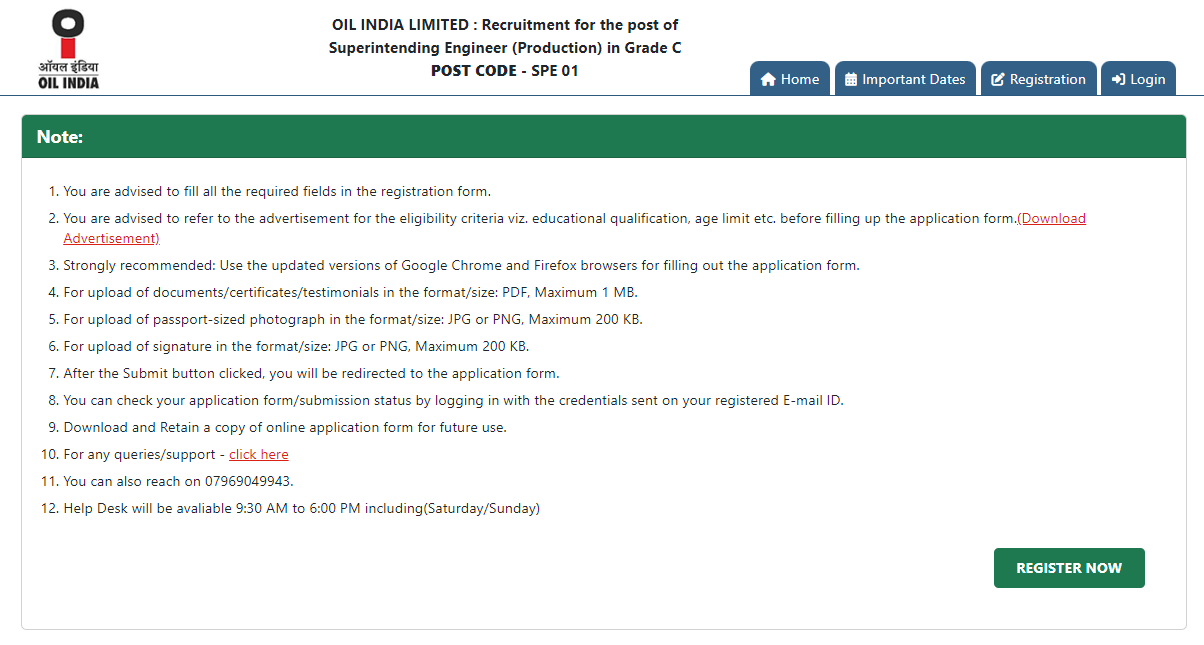 ऑयल इंडिया
OIL INDIA
OIL INDIA LIMITED : Recruitment for the post of
Superintending Engineer (Production) in Grade C
POST CODE - SPE 01
Home
Important Dates
Registration
Login
Note:
1. You are advised to fill all the required fields in the registration form.
2. You are advised to refer to the advertisement for the eligibility criteria viz. educational qualification, age limit etc. before filling up the application form.(Download
Advertisement)
3. Strongly recommended: Use the updated versions of Google Chrome and Firefox browsers for filling out the application form.
4. For upload of documents/certificates/testimonials in the format/size: PDF, Maximum 1 MB.
5. For upload of passport-sized photograph in the format/size: JPG or PNG, Maximum 200 KB.
6. For upload of signature in the format/size: JPG or PNG, Maximum 200 KB.
7. After the Submit button clicked, you will be redirected to the application form.
8. You can check your application form/submission status by logging in with the credentials sent on your registered E-mail ID.
9. Download and Retain a copy of online application form for future use.
10. For any queries/support - click here
11. You can also reach on 07969049943.
12. Help Desk will be avaliable 9:30 AM to 6:00 PM including(Saturday/Sunday)
REGISTER NOW